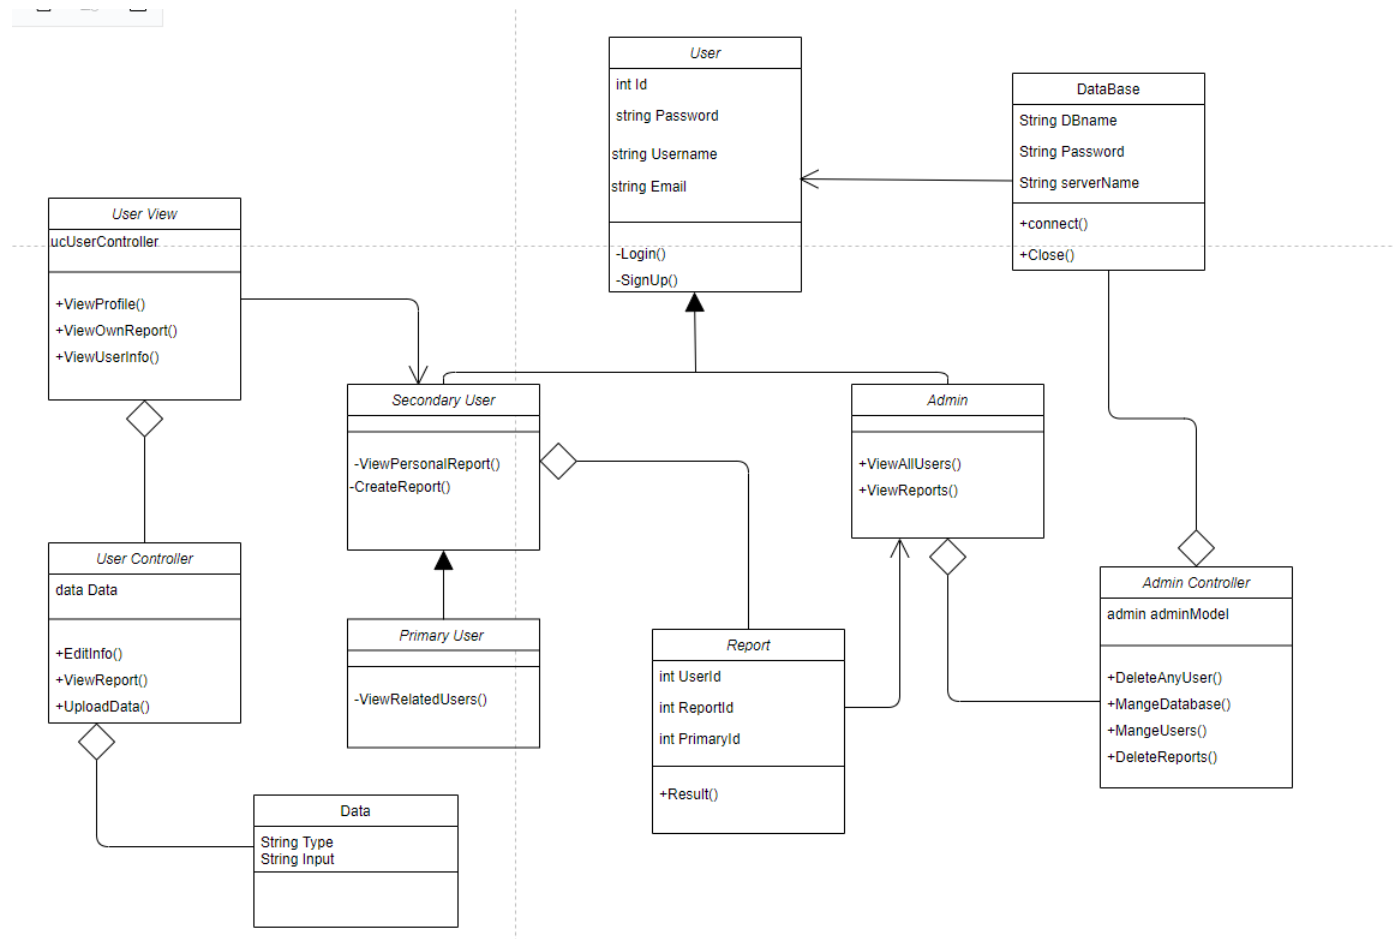 User
int Id
string Password
string Username
string Email
-Login()
-SignUp()
DataBase
String DBname
String Password
String serverName
+connect()
+Close()
User View
ucUserController
+ViewProfile()
+ViewOwnReport()
+ViewUserInfo()
Secondary User
-ViewPersonalReport()
-CreateReport()
Admin
+ViewAllUsers()
+ViewReports()
User Controller
data Data
+EditInfo()
+ViewReport()
+UploadData()
Primary User
-ViewRelatedUsers()
Report
int UserId
int ReportId
int PrimaryId
+Result()
Admin Controller
admin adminModel
+DeleteAnyUser()
+MangeDatabase()
+MangeUsers()
+DeleteReports()
Data
String Type
String Input